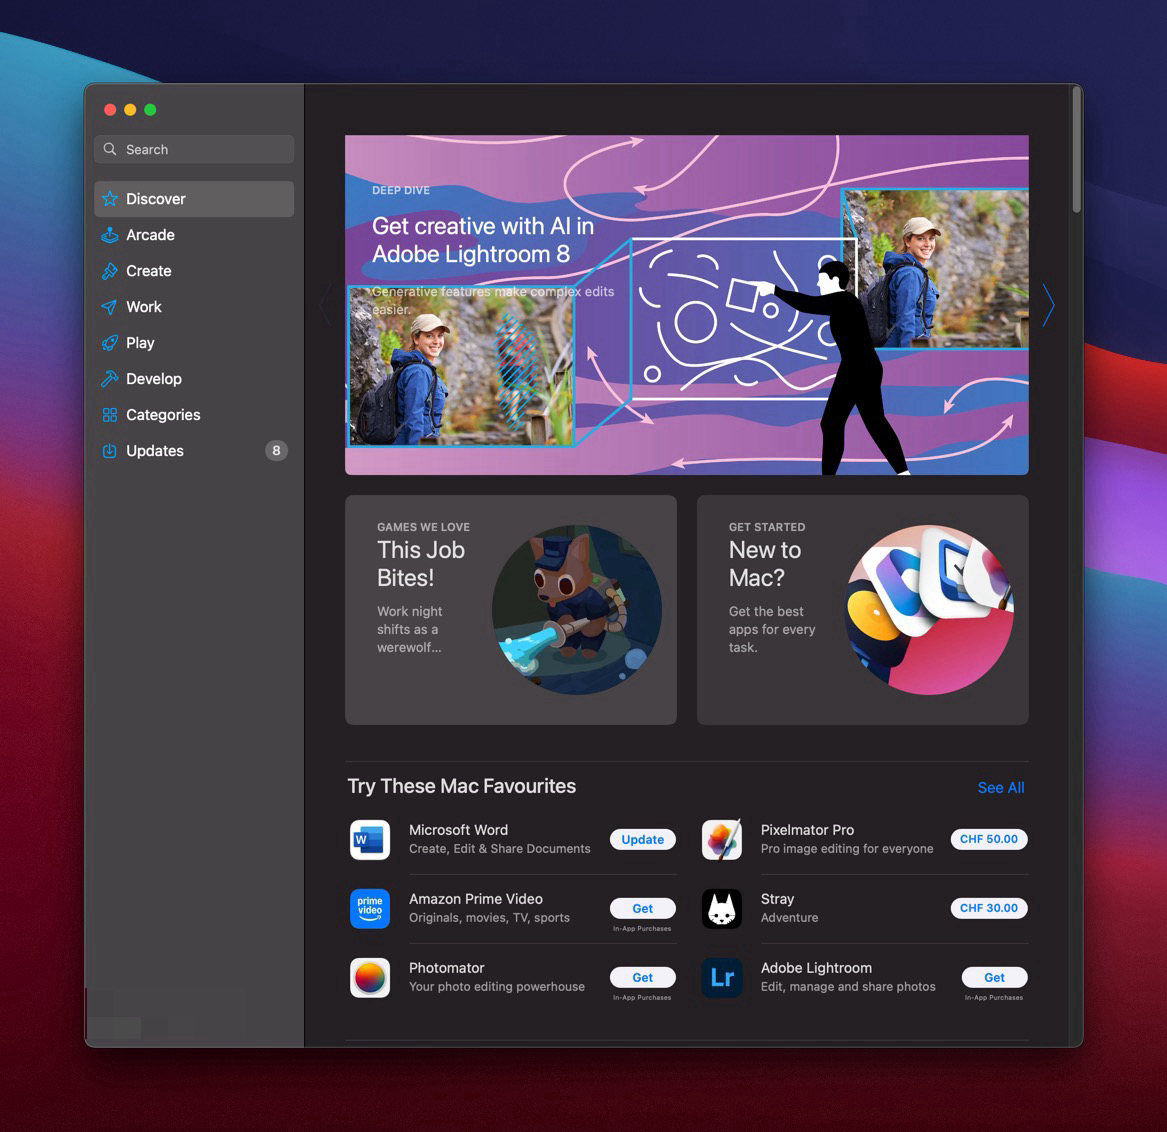 Search
Discover
Arcade
Create
Work
Play
Develop
Categories
Updates
8
DEEP DIVE
Get creative with AI in
Adobe Lightroom 8
Generative features make complex edits
easier.
GAMES WE LOVE
This Job
Bites!
Work night
shifts as a
werewolf...
GET STARTED
New to
Mac?
Get the best
apps for every
task.
Try These Mac Favourites
See All
W
Microsoft Word
Create, Edit & Share Documents
Update
Pixelmator Pro
Pro image editing for everyone
CHF 50.00
prime
video
Amazon Prime Video
Originals, movies, TV, sports
Get
In-App Purchases
Stray
Adventure
CHF 30.00
Photomator
Your photo editing powerhouse
Get
In-App Purchases
Lr
Adobe Lightroom
Edit, manage and share photos
Get
In-App Purchases